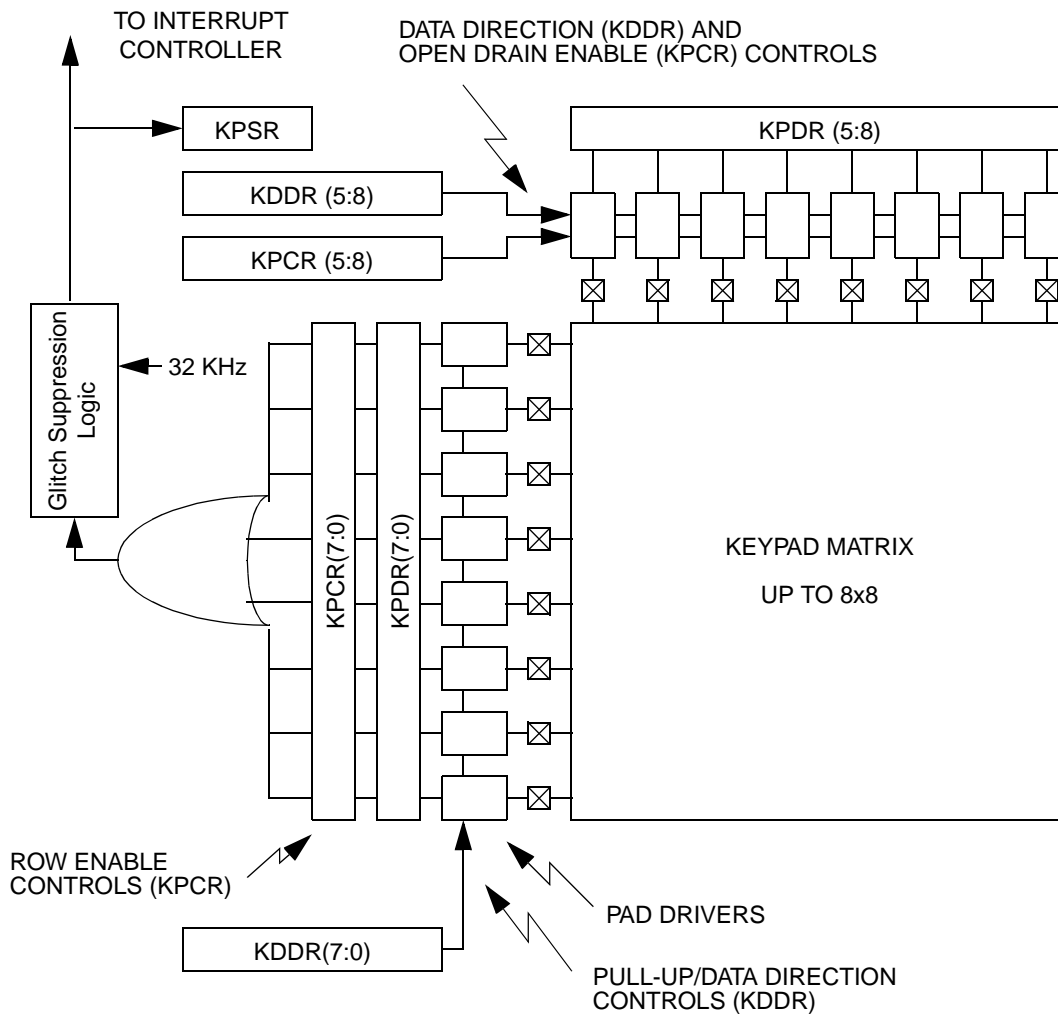 TO INTERRUPT
CONTROLLER
DATA DIRECTION (KDDR) AND
OPEN DRAIN ENABLE (KPCR) CONTROLS
KPSR
KPDR (5:8)
KDDR (5:8)
KPCR (5:8)
Glitch Suppression
Logic
32 KHz
KPCR(7:0)
KPDR(7:0)
KEYPAD MATRIX
UP TO 8x8
ROW ENABLE
CONTROLS (KPCR)
PAD DRIVERS
KDDR(7:0)
PULL-UP/DATA DIRECTION
CONTROLS (KDDR)